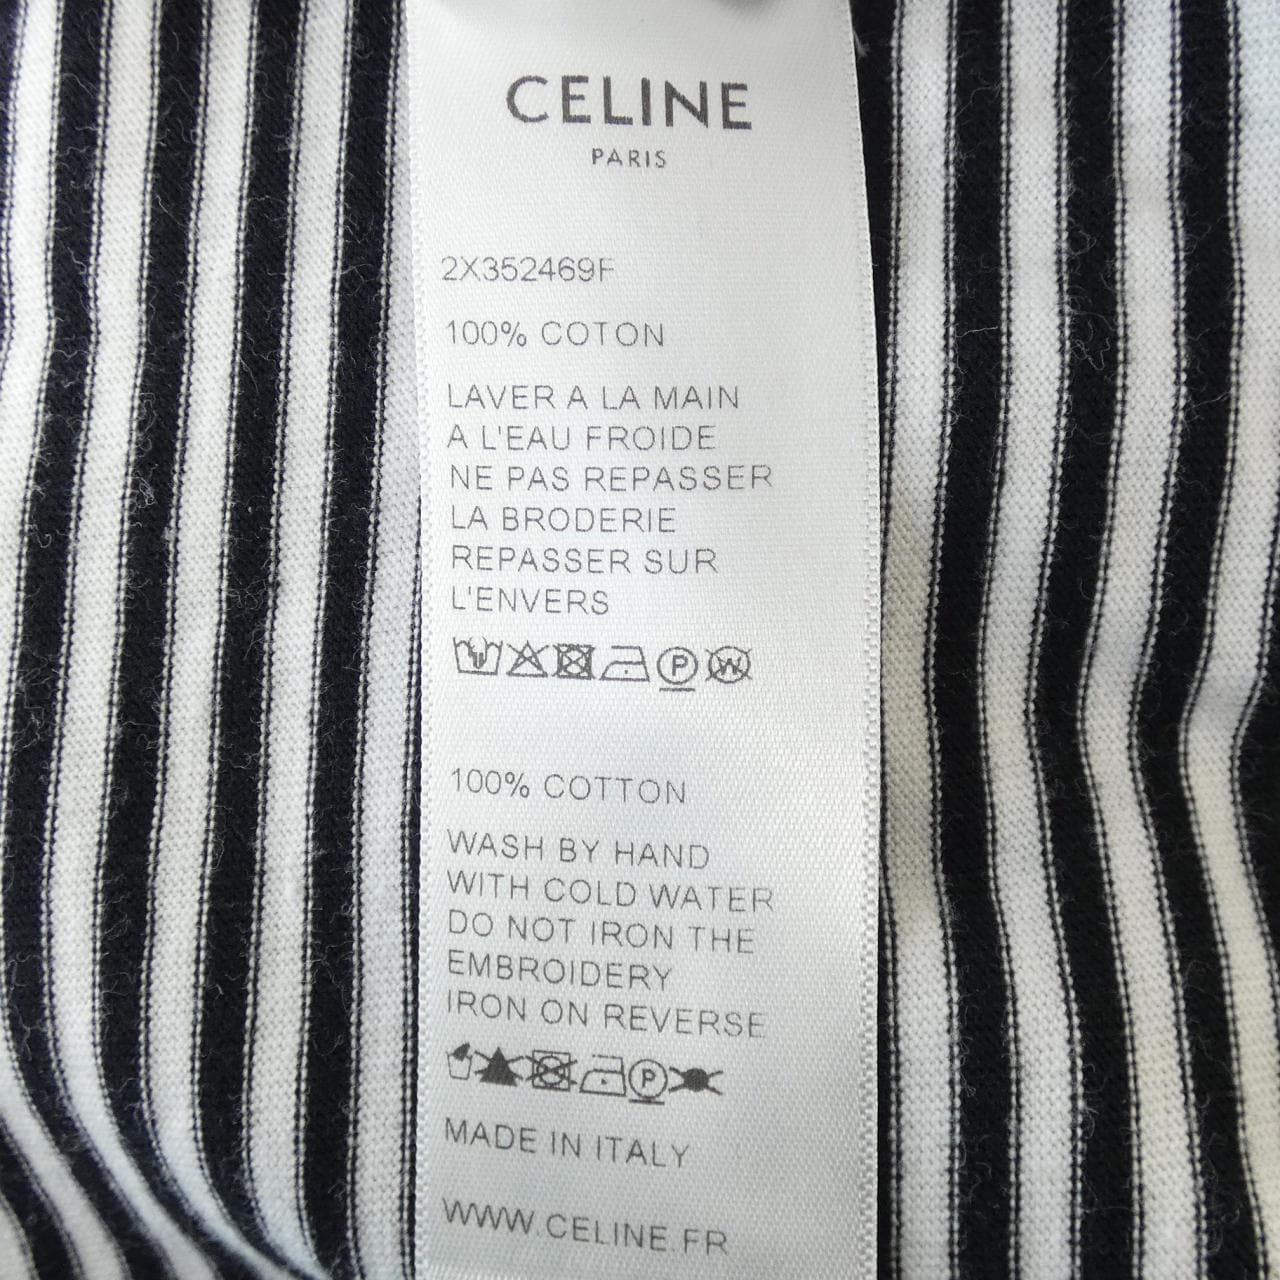 CELINE
PARIS
2X352469F
100% COTON
LAVER A LA MAIN
A L'EAU FROIDE
NE PAS REPASSER
LA BRODERIE
REPASSER SUR
L'ENVERS
P W
100% COTTON
WASH BY HAND
WITH COLD WATER
DO NOT IRON THE
EMBROIDERY
IRON ON REVERSE
P
MADE IN ITALY
WWW.CELINE.FR